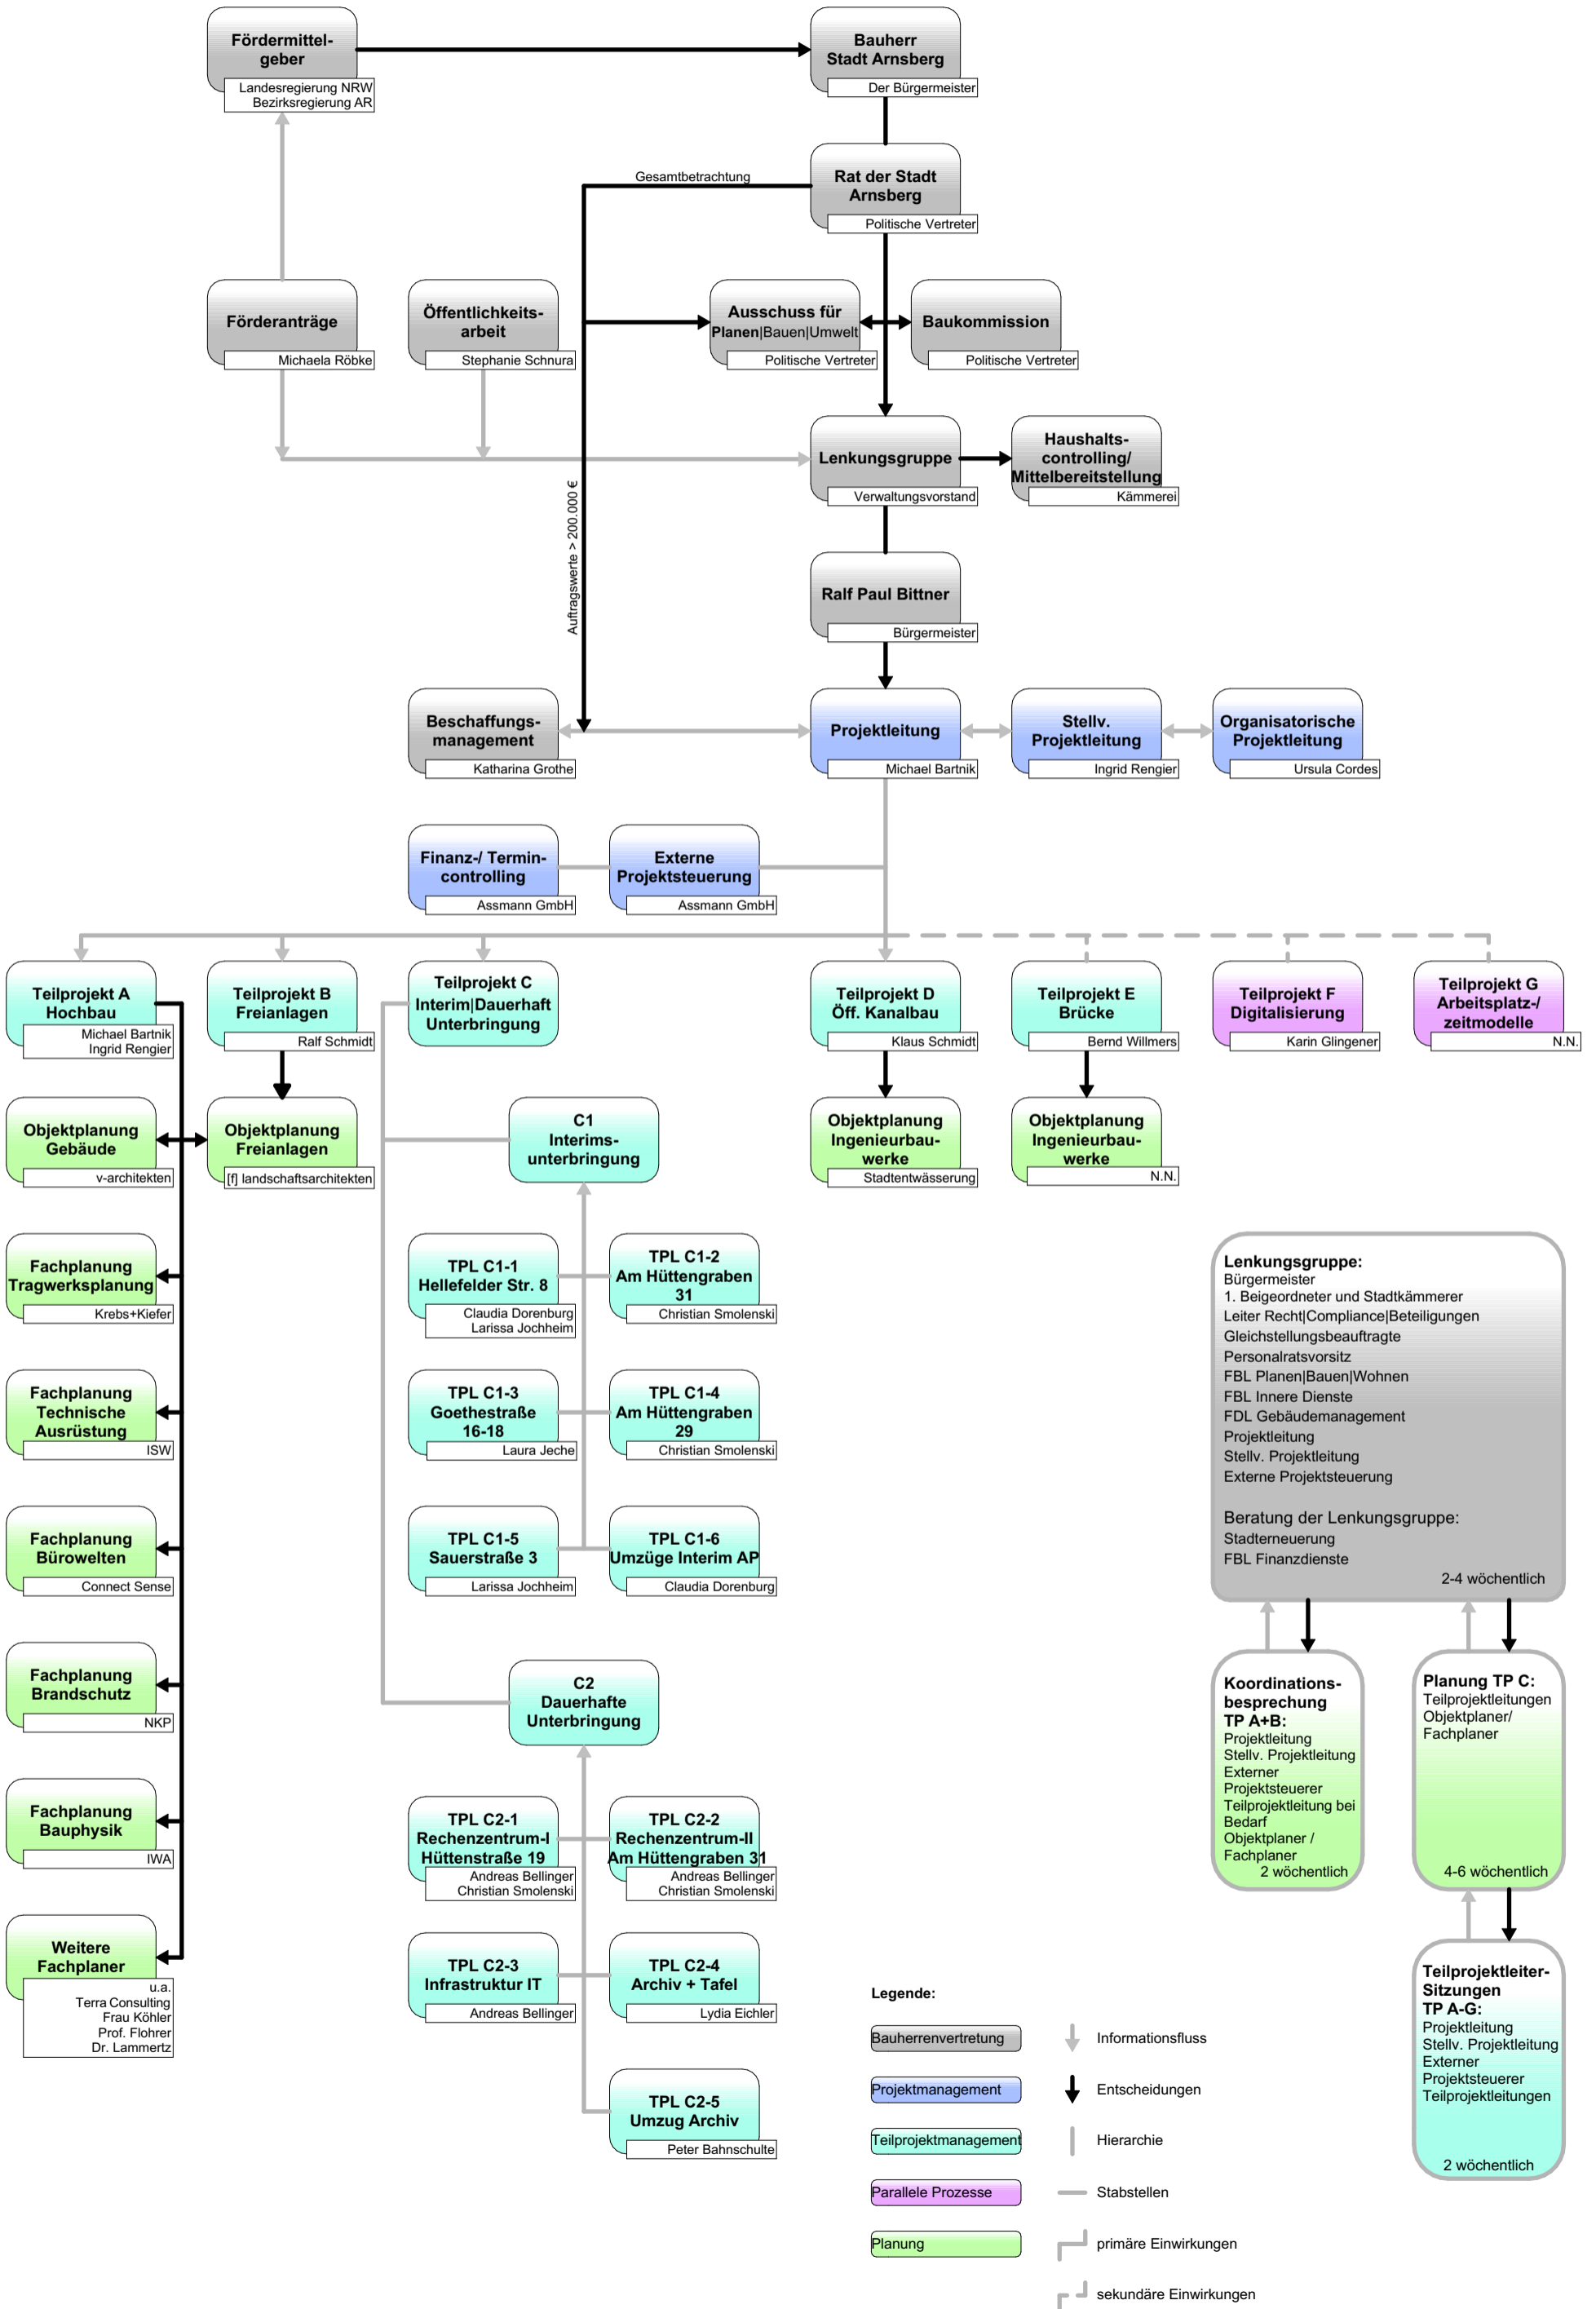 Fördermittel-
geber
Landesregierung NRW
Bezirksregierung AR
Bauherr
Stadt Arnsberg
Der Bürgermeister
Gesamtbetrachtung
Rat der Stadt
Arnsberg
Politische Vertreter
Förderanträge
Michaela Röbke
Öffentlichkeits-
arbeit
Stephanie Schnura
Ausschuss für
Planen|Bauen|Umwelt
Politische Vertreter
Baukommission
Politische Vertreter
Lenkungsgruppe
Verwaltungsvorstand
Haushalts-
controlling/
Mittelbereitstellung
Kämmerei
Auftragswerte > 200.000 €
Ralf Paul Bittner
Bürgermeister
Beschaffungs-
management
Katharina Grothe
Projektleitung
Michael Bartnik
Stellv.
Projektleitung
Ingrid Rengier
Organisatorische
Projektleitung
Ursula Cordes
Finanz-/ Termin-
controlling
Assmann GmbH
Externe
Projektsteuerung
Assmann GmbH
Teilprojekt A
Hochbau
Michael Bartnik
Ingrid Rengier
Teilprojekt B
Freianlagen
Ralf Schmidt
Teilprojekt C
Interim|Dauerhaft
Unterbringung
Teilprojekt D
Öff. Kanalbau
Klaus Schmidt
Teilprojekt E
Brücke
Bernd Willmers
Teilprojekt F
Digitalisierung
Karin Glingener
Teilprojekt G
Arbeitsplatz-/
zeitmodelle
N.N.
Objektplanung
Gebäude
v-architekten
Objektplanung
Freianlagen
[f] landschaftsarchitekten
C1
Interims-
unterbringung
Objektplanung
Ingenieurbau-
werke
Stadtentwässerung
Objektplanung
Ingenieurbau-
werke
N.N.
Fachplanung
Tragwerksplanung
Krebs+Kiefer
TPL C1-1
Hellefelder Str. 8
Claudia Dorenburg
Larissa Jochheim
TPL C1-2
Am Hüttengraben
31
Christian Smolenski
Fachplanung
Technische
Ausrüstung
ISW
TPL C1-3
Goethestraße
16-18
Laura Jeche
TPL C1-4
Am Hüttengraben
29
Christian Smolenski
Fachplanung
Bürowelten
Connect Sense
TPL C1-5
Sauerstraße 3
Larissa Jochheim
TPL C1-6
Umzüge Interim AP
Claudia Dorenburg
Fachplanung
Brandschutz
NKP
C2
Dauerhafte
Unterbringung
Fachplanung
Bauphysik
IWA
TPL C2-1
Rechenzentrum-I
Hüttenstraße 19
Andreas Bellinger
Christian Smolenski
TPL C2-2
Rechenzentrum-II
Am Hüttengraben 31
Andreas Bellinger
Christian Smolenski
Weitere
Fachplaner
u.a.
Terra Consulting
Frau Köhler
Prof. Flohrer
Dr. Lammertz
TPL C2-3
Infrastruktur IT
Andreas Bellinger
TPL C2-4
Archiv + Tafel
Lydia Eichler
TPL C2-5
Umzug Archiv
Peter Bahnschulte
Lenkungsgruppe:
Bürgermeister
1. Beigeordneter und Stadtkämmerer
Leiter Recht|Compliance|Beteiligungen
Gleichstellungsbeauftragte
Personalratsvorsitz
FBL Planen|Bauen|Wohnen
FBL Innere Dienste
FDL Gebäudemanagement
Projektleitung
Stellv. Projektleitung
Externe Projektsteuerung
Beratung der Lenkungsgruppe:
Stadterneuerung
FBL Finanzdienste
2-4 wöchentlich
Koordinations-
besprechung
TP A+B:
Projektleitung
Stellv. Projektleitung
Externer
Projektsteuerer
Teilprojektleitung bei
Bedarf
Objektplaner /
Fachplaner
2 wöchentlich
Planung TP C:
Teilprojektleitungen
Objektplaner/
Fachplaner
4-6 wöchentlich
Teilprojektleiter-
Sitzungen
TP A-G:
Projektleitung
Stellv. Projektleitung
Externer
Projektsteuerer
Teilprojektleitungen
2 wöchentlich
Legende:
Bauherrenvertretung
Informationsfluss
Projektmanagement
Entscheidungen
Teilprojektmanagement
Hierarchie
Parallele Prozesse
Stabstellen
Planung
primäre Einwirkungen
sekundäre Einwirkungen